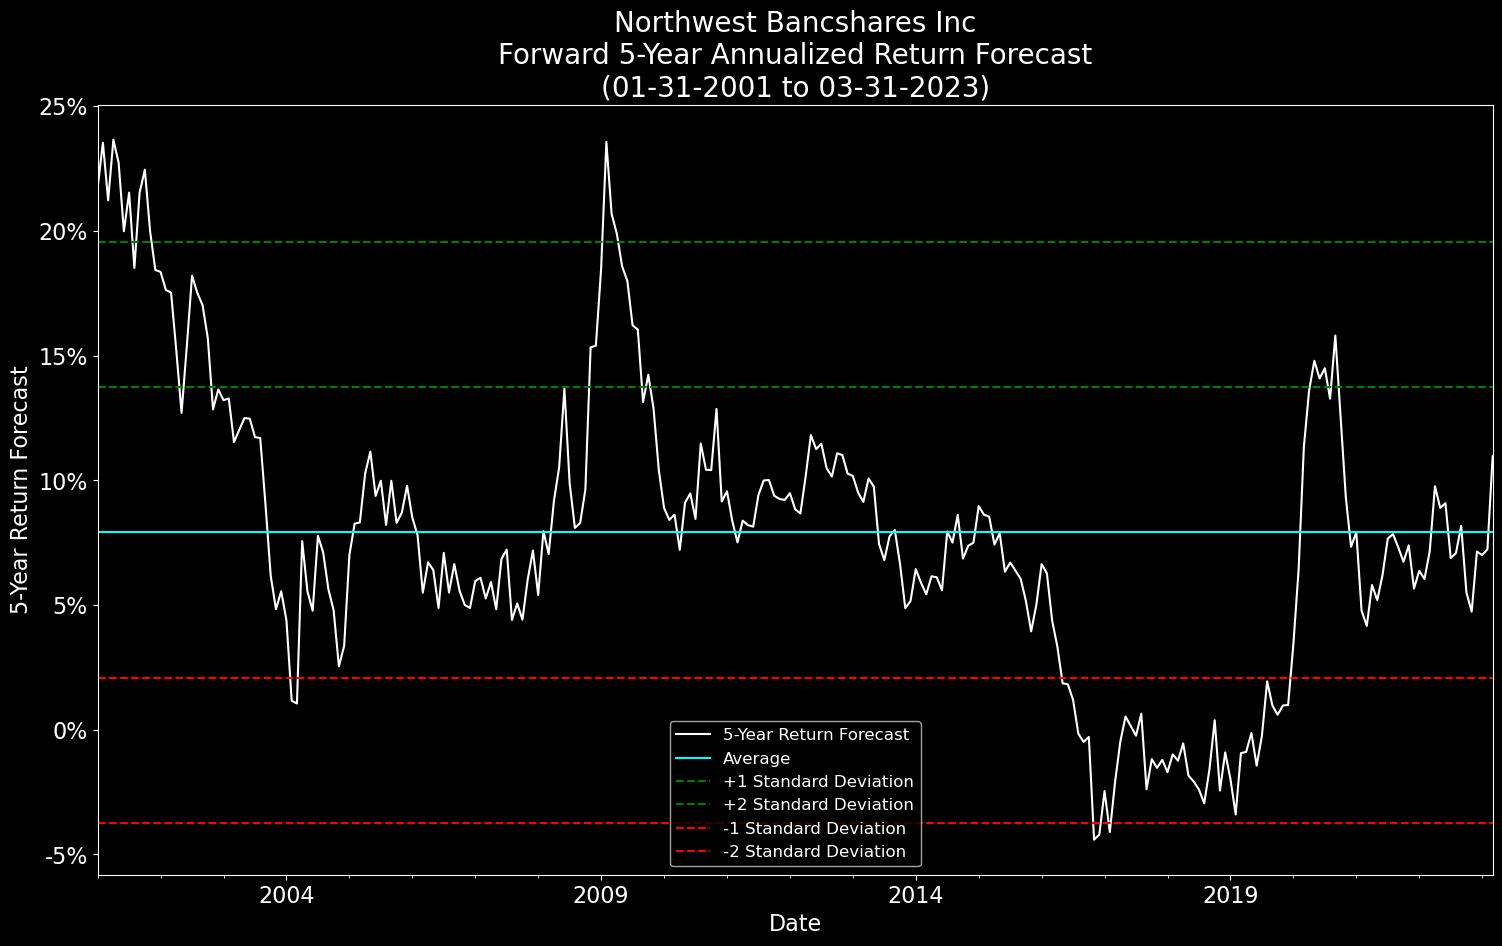 Northwest Bancshares Inc
Forward 5-Year Annualized Return Forecast
(01-31-2001 to 03-31-2023)
5-Year Return Forecast
25%
20%
15%
10%
5%
0%
-5%
5-Year Return Forecast
Average
+1 Standard Deviation
+2 Standard Deviation
-1 Standard Deviation
-2 Standard Deviation
2004
2009
2014
2019
Date